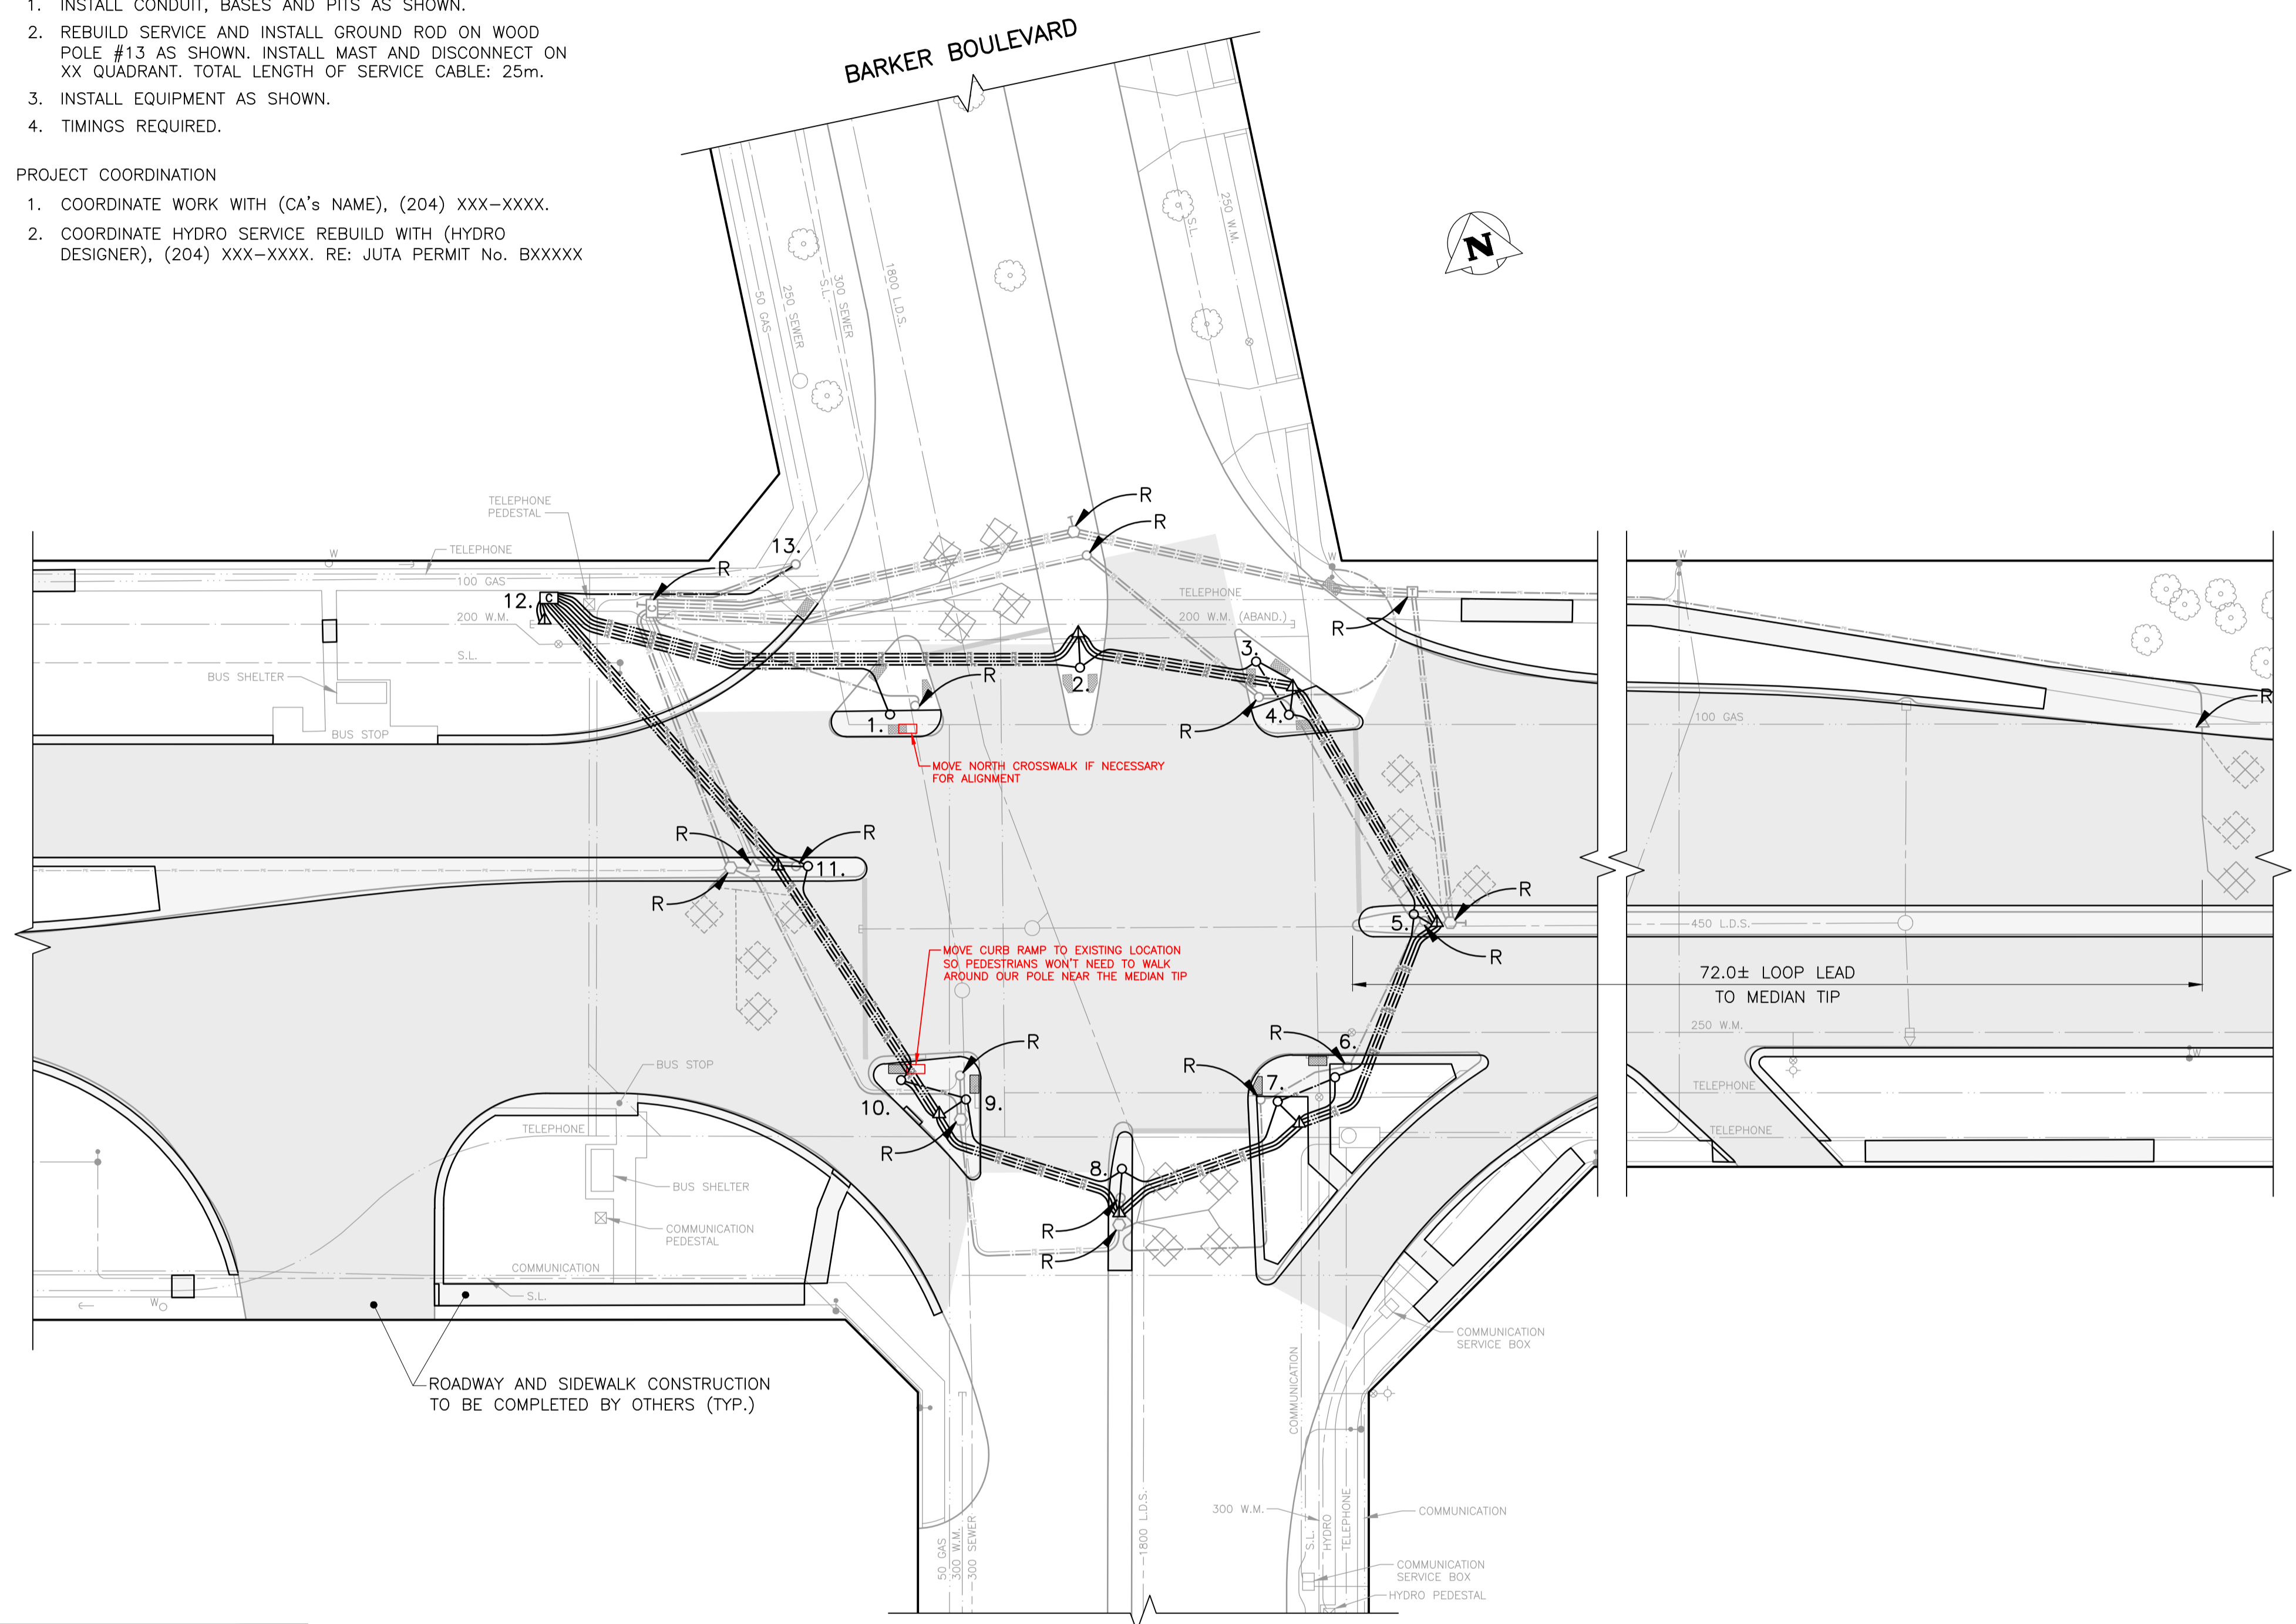 1. INSTALL CONDUIT, BASES AND PITS AS SHOWN.
2. REBUILD SERVICE AND INSTALL GROUND ROD ON WOOD
POLE #13 AS SHOWN. INSTALL MAST AND DISCONNECT ON
XX QUADRANT. TOTAL LENGTH OF SERVICE CABLE: 25m.
3. INSTALL EQUIPMENT AS SHOWN.
4. TIMINGS REQUIRED.
PROJECT COORDINATION
1. COORDINATE WORK WITH (CA's NAME), (204) XXX-XXXX.
2. COORDINATE HYDRO SERVICE REBUILD WITH (HYDRO
DESIGNER), (204) XXX-XXXX. RE: JUTA PERMIT No. BXXXXX
BARKER BOULEVARD
N
50 GAS
250 SEWER
S.L.
300 SEWER
1800 L.D.S.
S.L.
250 W.M.
TELEPHONE
PEDESTAL
TELEPHONE
W
100 GAS
12.
C
200 W.M.
S.L.
BUS SHELTER
BUS STOP
13.
R
C
R
R
TELEPHONE
200 W.M. (ABAND.)
W
T
R
W
1.
R
2.
3.
4.
R
100 GAS
R
MOVE NORTH CROSSWALK IF NECESSARY
FOR ALIGNMENT
R
R
11.
R
R
5.
R
450 L.D.S.
MOVE CURB RAMP TO EXISTING LOCATION
SO PEDESTRIANS WON'T NEED TO WALK
AROUND OUR POLE NEAR THE MEDIAN TIP
72.0± LOOP LEAD
TO MEDIAN TIP
250 W.M.
W
R
R
6.
R
7.
10.
9.
R
8.
R
R
BUS STOP
TELEPHONE
BUS SHELTER
COMMUNICATION
PEDESTAL
COMMUNICATION
S.L.
W
TELEPHONE
TELEPHONE
ROADWAY AND SIDEWALK CONSTRUCTION
TO BE COMPLETED BY OTHERS (TYP.)
COMMUNICATION
SERVICE BOX
COMMUNICATION
300 W.M.
COMMUNICATION
50 GAS
300 W.M.
300 SEWER
1800 L.D.S.
S.L.
HYDRO
TELEPHONE
COMMUNICATION
SERVICE BOX
HYDRO PEDESTAL